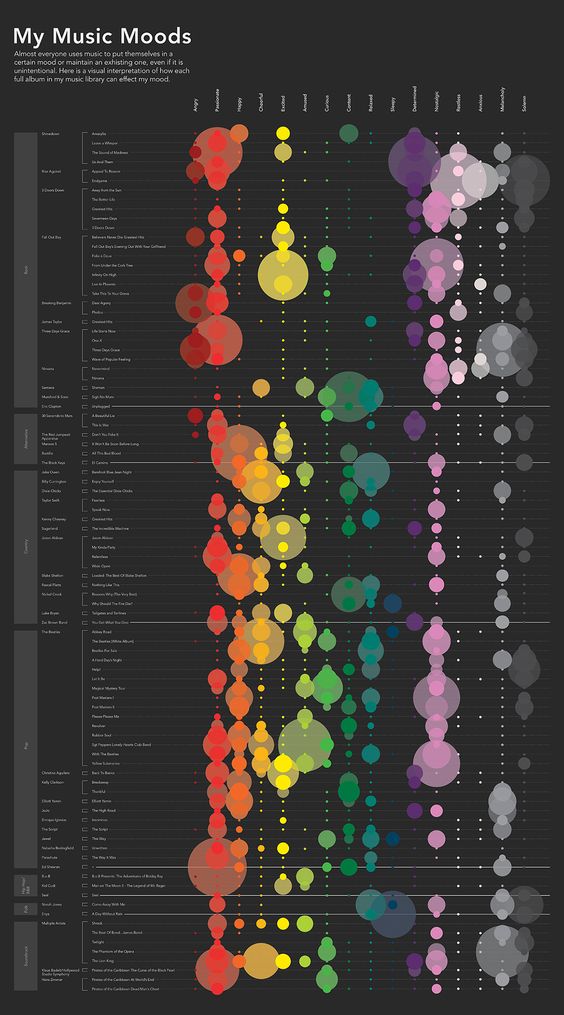 My Music Moods
Almost everyone uses music to put themselves in a
certain mood or maintain an exhisting one, even if it is
unintentional. Here is a visual interpretation of how each
full album in my music library can effect my mood.
Angry
Passionate
Happy
Cheerful
Excited
Amused
Curious
Content
Relaxed
Sleepy
Determined
Nostalgic
Restless
Anxious
Melancholy
Solemn
Rock
Shinedown
Amaryllis
Leave a Whisper
The Sound of Madness
Us And Them
Rise Against
Appeal To Reason
Endgame
3 Doors Down
Away from the Sun
The Better Life
Greatest Hits
Seventeen Days
3 Doors Down
Fall Out Boy
Believers Never Die Greatest Hits
Fall Out Boy's Evening Out With Your Girlfriend
Folie à Deux
From Under the Cork Tree
Infinity On High
Take This To Your Grave
Breaking Benjamin
Dear Agony
Phobia
James Taylor
Greatest Hits
Three Days Grace
Life Starts Now
One-X
Three Days Grace
Nirvana
Nevermind
Nirvana
Santana
Shaman
Mumford & Sons
Sigh No More
Eric Clapton
Unplugged
Alternative
30 Seconds to Mars
A Beautiful Lie
This Is War
The Red Jumpsuit
Apparatus
Don't You Fake It
Maroon 5
It Won't Be Soon Before Long
Bastille
All This Bad Blood
The Black Keys
El Camino
Country
Jake Owen
Barefoot Blue Jean Night
Billy Currington
Enjoy Yourself
Dixie Chicks
The Essential Dixie Chicks
Taylor Swift
Fearless
Speak Now
Kenny Chesney
Greatest Hits
Sugarland
The Incredible Machine
Jason Aldean
Jason Aldean
My Kinda Party
Relentless
Wide Open
Blake Shelton
Loaded: The Best Of Blake Shelton
Rascal Flatts
Nothing Like This
Nickel Creek
Reasons Why (The Very Best)
Why Should The Fire Die?
Luke Bryan
Tailgates and Tanlines
Zac Brown Band
You Get What You Give
Pop
The Beatles
Abbey Road
The Beatles (White Album)
Beatles For Sale
A Hard Day's Night
Help!
Let It Be
Magical Mystery Tour
Past Masters I
Past Masters II
Please Please Me
Revolver
Rubber Soul
Sgt Peppers Lonely Hearts Club Band
With The Beatles
Yellow Submarine
Christina Aguilera
Back To Basics
Kelly Clarkson
Breakaway
Thankful
Elliott Yamin
Elliott Yamin
JoJo
The High Road
Enrique Iglesias
Insomniac
The Script
The Script
Jewel
This Way
Natasha Bedingfield
Unwritten
Parachute
The Way It Was
Ed Sheeran
+
Hip-Hop/
B.o.B
B.o.B Presents: The Adventures of Bobby Ray
Kid Cudi
Man on The Moon II - The Legend of Mr. Rager
Seal
Seal
Folk
Norah Jones
Come Away With Me
Enya
A Day Without Rain
Soundtrack
Multiple Artists
Shrek
The Best Of Bond...James Bond
Twilight
The Phantom of the Opera
The Lion King
Klaus Badelt/Hollywood
Studio Symphony
Pirates of the Caribbean: The Curse of the Black Pearl
Hans Zimmer
Pirates of the Caribbean At World's End
Pirates of the Caribbean Dead Man's Chest